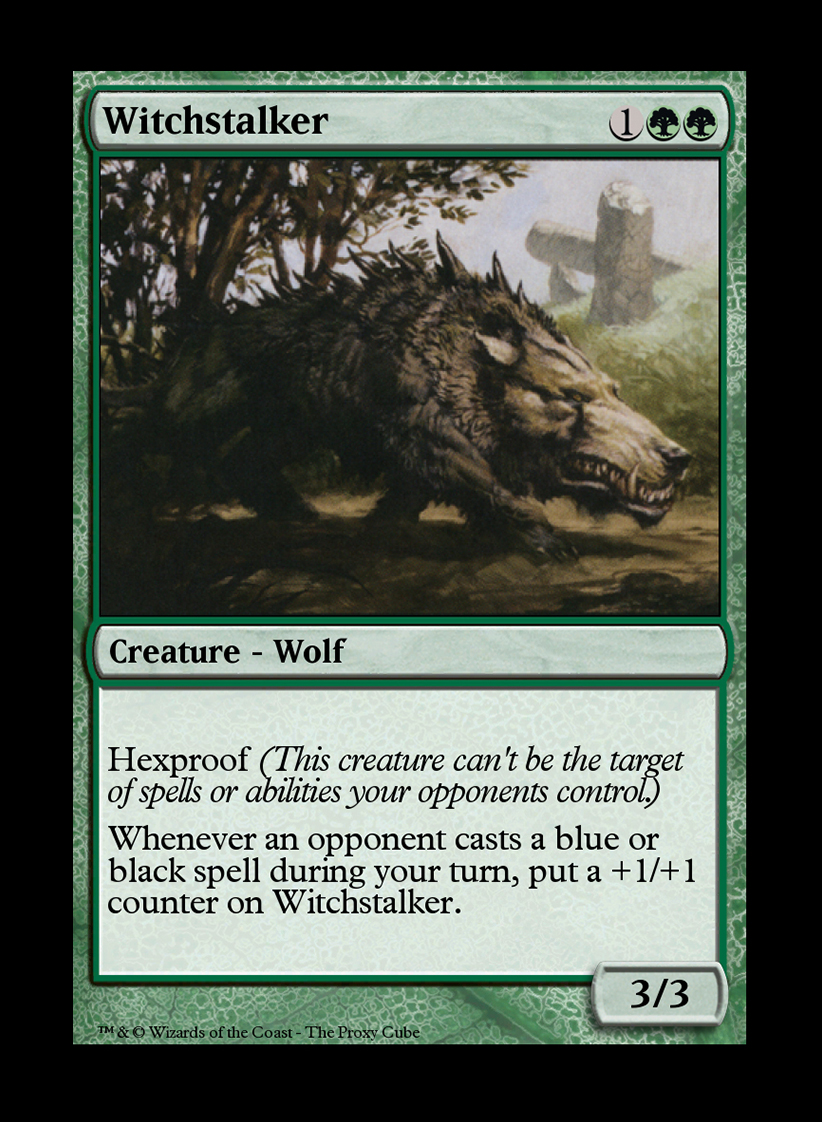 Witchstalker 1
Creature - Wolf
Hexproof (This creature can't be the target
of spells or abilities your opponents control.)
Whenever an opponent casts a blue or
black spell during your turn, put a +1/+1
counter on Witchstalker.
3/3
™ & © Wizards of the Coast - The Proxy Cube